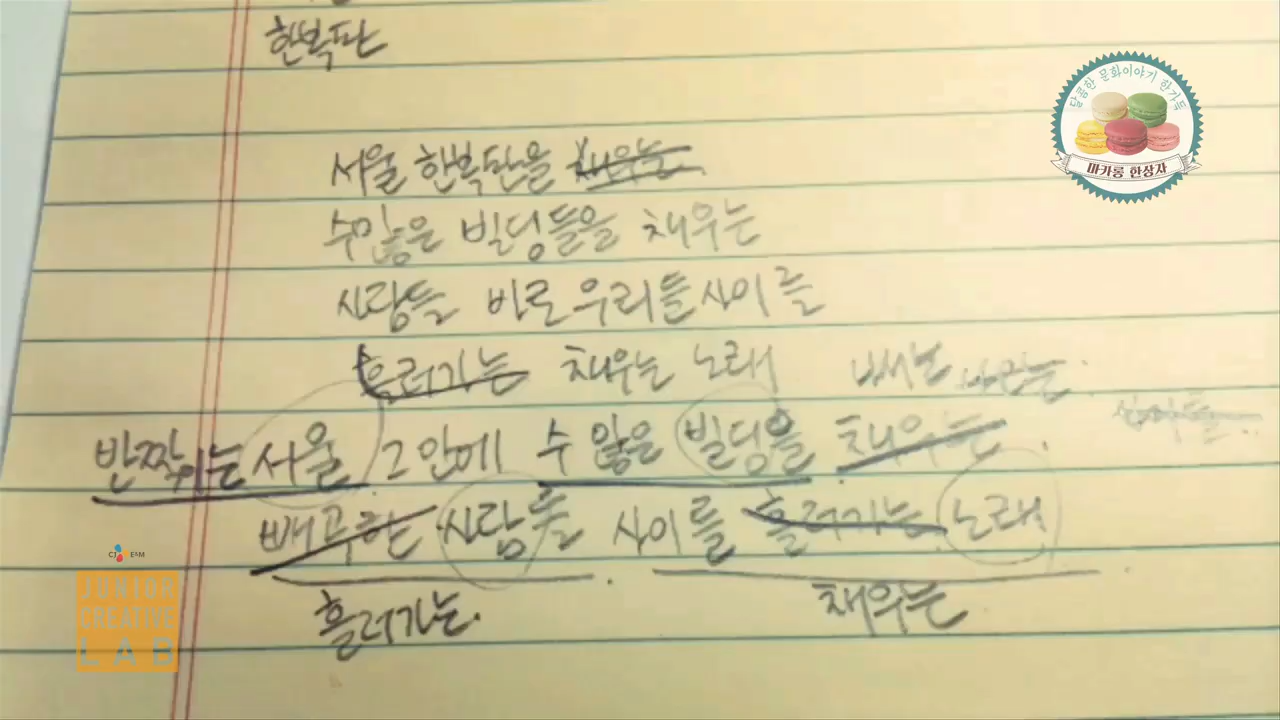 한복판
달콤한 문화이야기 한가득
마카롱 한상자
서울 한복판을 채우는
수많은 빌딩들을 채우는
사람들 바로 우리들 사이를
흘러가는 채우는 노래
반짝이는 서울 그 안에 수 많은 빌딩을 채우는
빼곡한 사람들 사이를 흘러가는 노래
흘러가는. 채우는
CJ E&M
JUNIOR
CREATIVE
LAB